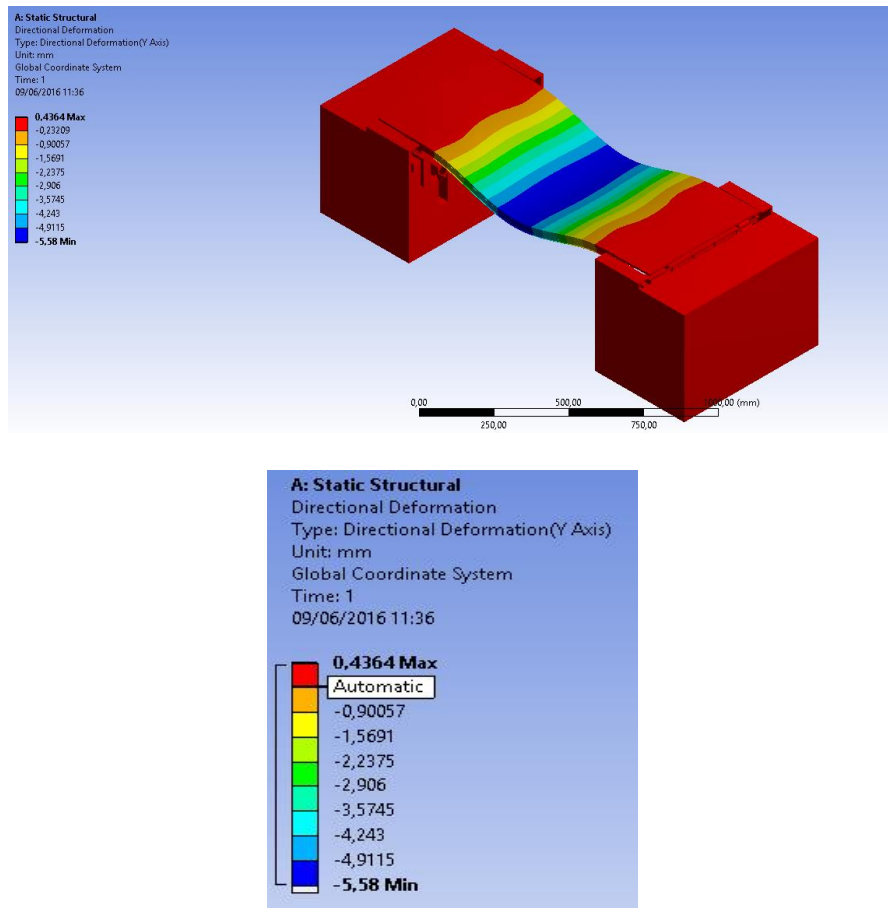 A: Static Structural
Directional Deformation
Type: Directional Deformation(Y Axis)
Unit: mm
Global Coordinate System
Time: 1
09/06/2016 11:36
0,4364 Max
-0,23209
-0,90057
-1,5691
-2,2375
-2,906
-3,5745
-4,243
-4,9115
-5,58 Min
0,00 500,00 1000,00 (mm)
250,00 750,00
A: Static Structural
Directional Deformation
Type: Directional Deformation(Y Axis)
Unit: mm
Global Coordinate System
Time: 1
09/06/2016 11:36
0,4364 Max
Automatic
-0,90057
-1,5691
-2,2375
-2,906
-3,5745
-4,243
-4,9115
-5,58 Min